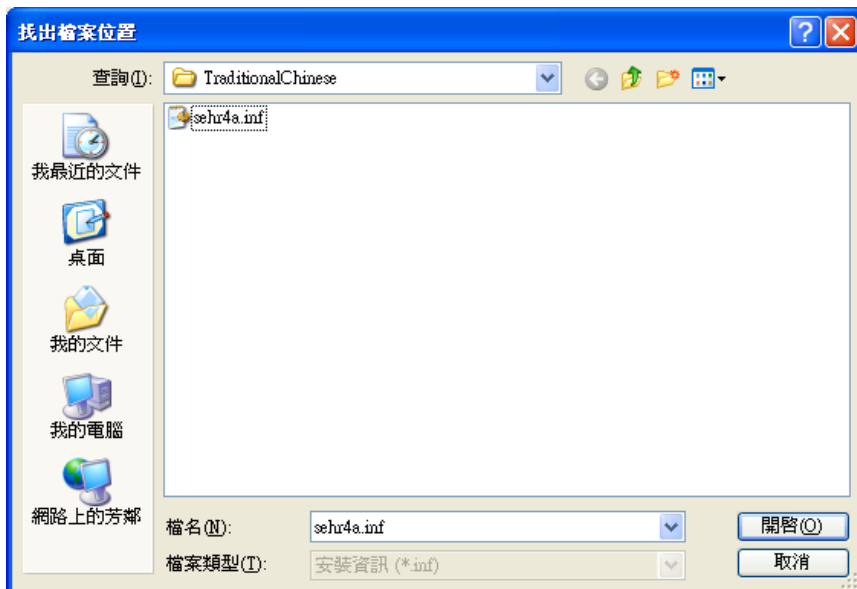 找出檔案位置
查詢(I):
TraditionalChinese
sehr4a.inf
我最近的文件
桌面
我的文件
我的電腦
網路上的芳鄰
檔名(N):
sehr4a.inf
開啓(O)
檔案類型(T):
安裝資訊 (*.inf)
取消